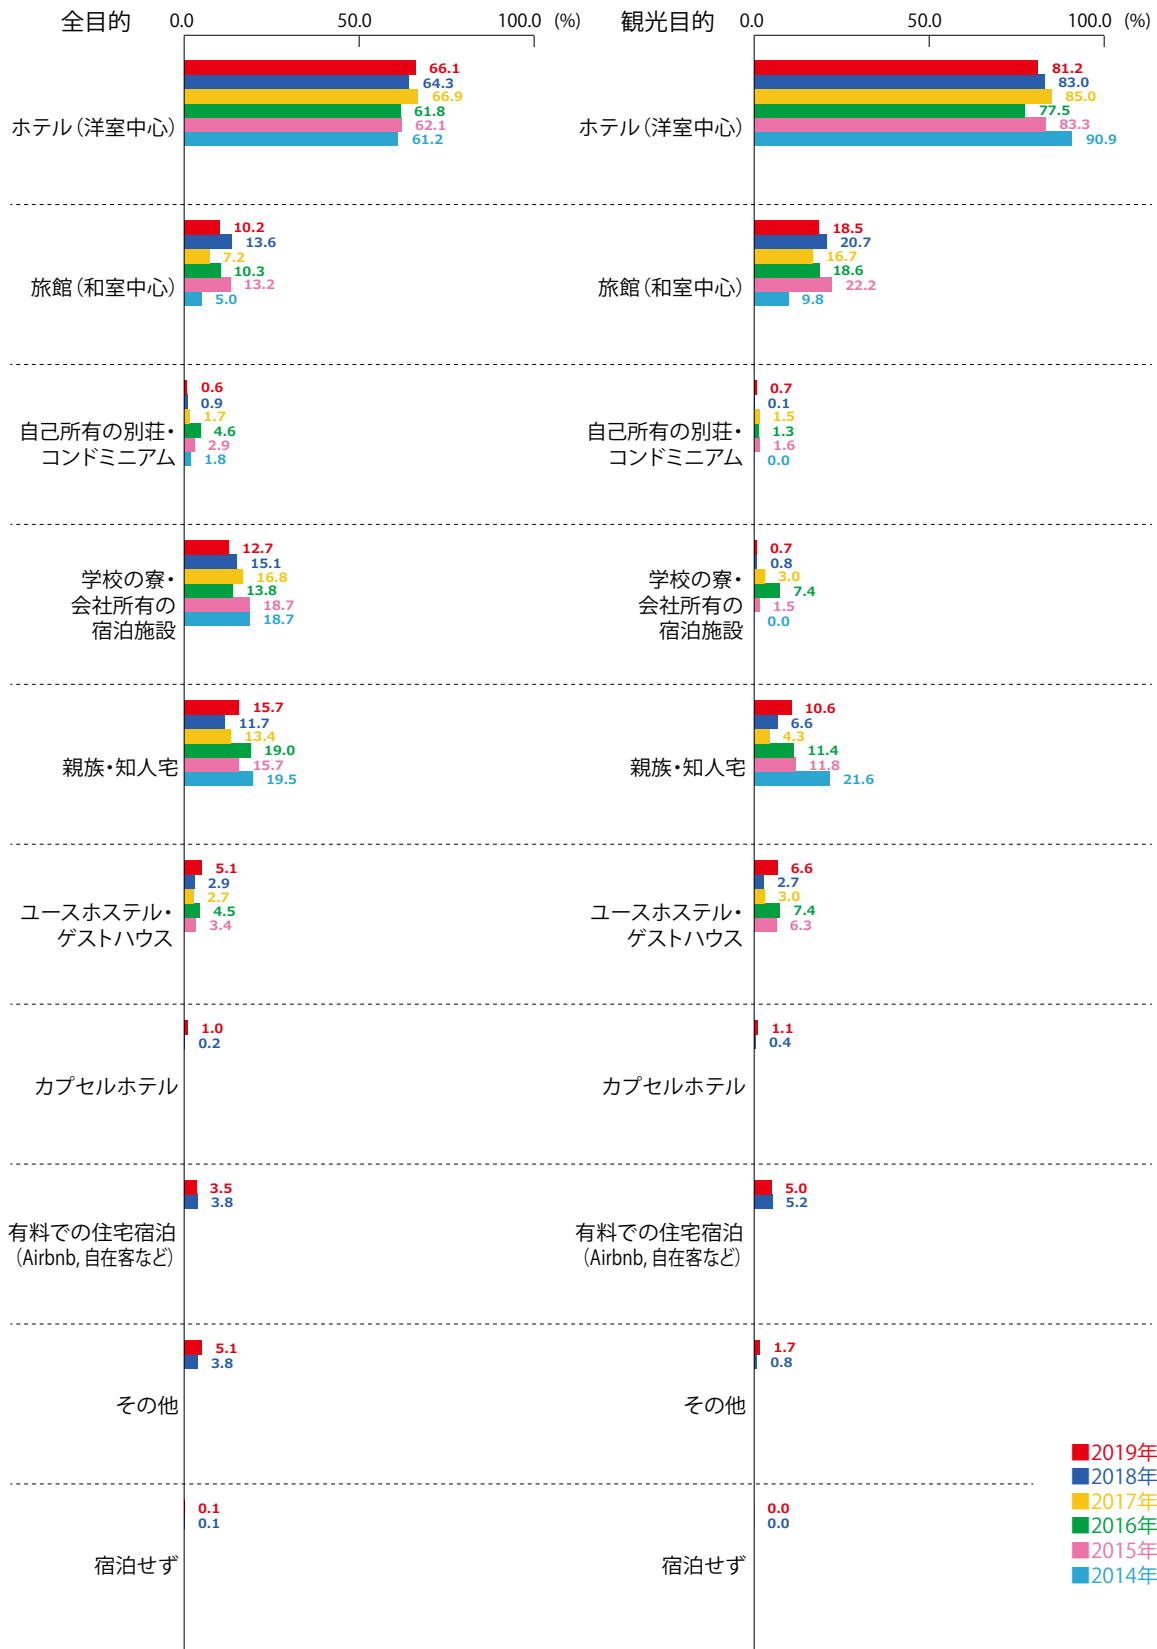 全目的
0.0 50.0 100.0 (%)
観光目的
0.0 50.0 100.0 (%)
ホテル(洋室中心)
66.1
64.3
66.9
61.8
62.1
61.2
ホテル(洋室中心)
81.2
83.0
85.0
77.5
83.3
90.9
旅館(和室中心)
10.2
13.6
7.2
10.3
13.2
5.0
旅館(和室中心)
18.5
20.7
16.7
18.6
22.2
9.8
自己所有の別荘・
コンドミニアム
0.6
0.9
1.7
4.6
2.9
1.8
自己所有の別荘・
コンドミニアム
0.7
0.1
1.5
1.3
1.6
0.0
学校の寮・
会社所有の
宿泊施設
12.7
15.1
16.8
13.8
18.7
18.7
学校の寮・
会社所有の
宿泊施設
0.7
0.8
3.0
7.4
1.5
0.0
親族・知人宅
15.7
11.7
13.4
19.0
15.7
19.5
親族・知人宅
10.6
6.6
4.3
11.4
11.8
21.6
ユースホステル・
ゲストハウス
5.1
2.9
2.7
4.5
3.4
ユースホステル・
ゲストハウス
6.6
2.7
3.0
7.4
6.3
カプセルホテル
1.0
0.2
カプセルホテル
1.1
0.4
有料での住宅宿泊
(Airbnb, 自在客など)
3.5
3.8
有料での住宅宿泊
(Airbnb, 自在客など)
5.0
5.2
その他
5.1
3.8
その他
1.7
0.8
宿泊せず
0.1
0.1
宿泊せず
0.0
0.0
2019年
2018年
2017年
2016年
2015年
2014年